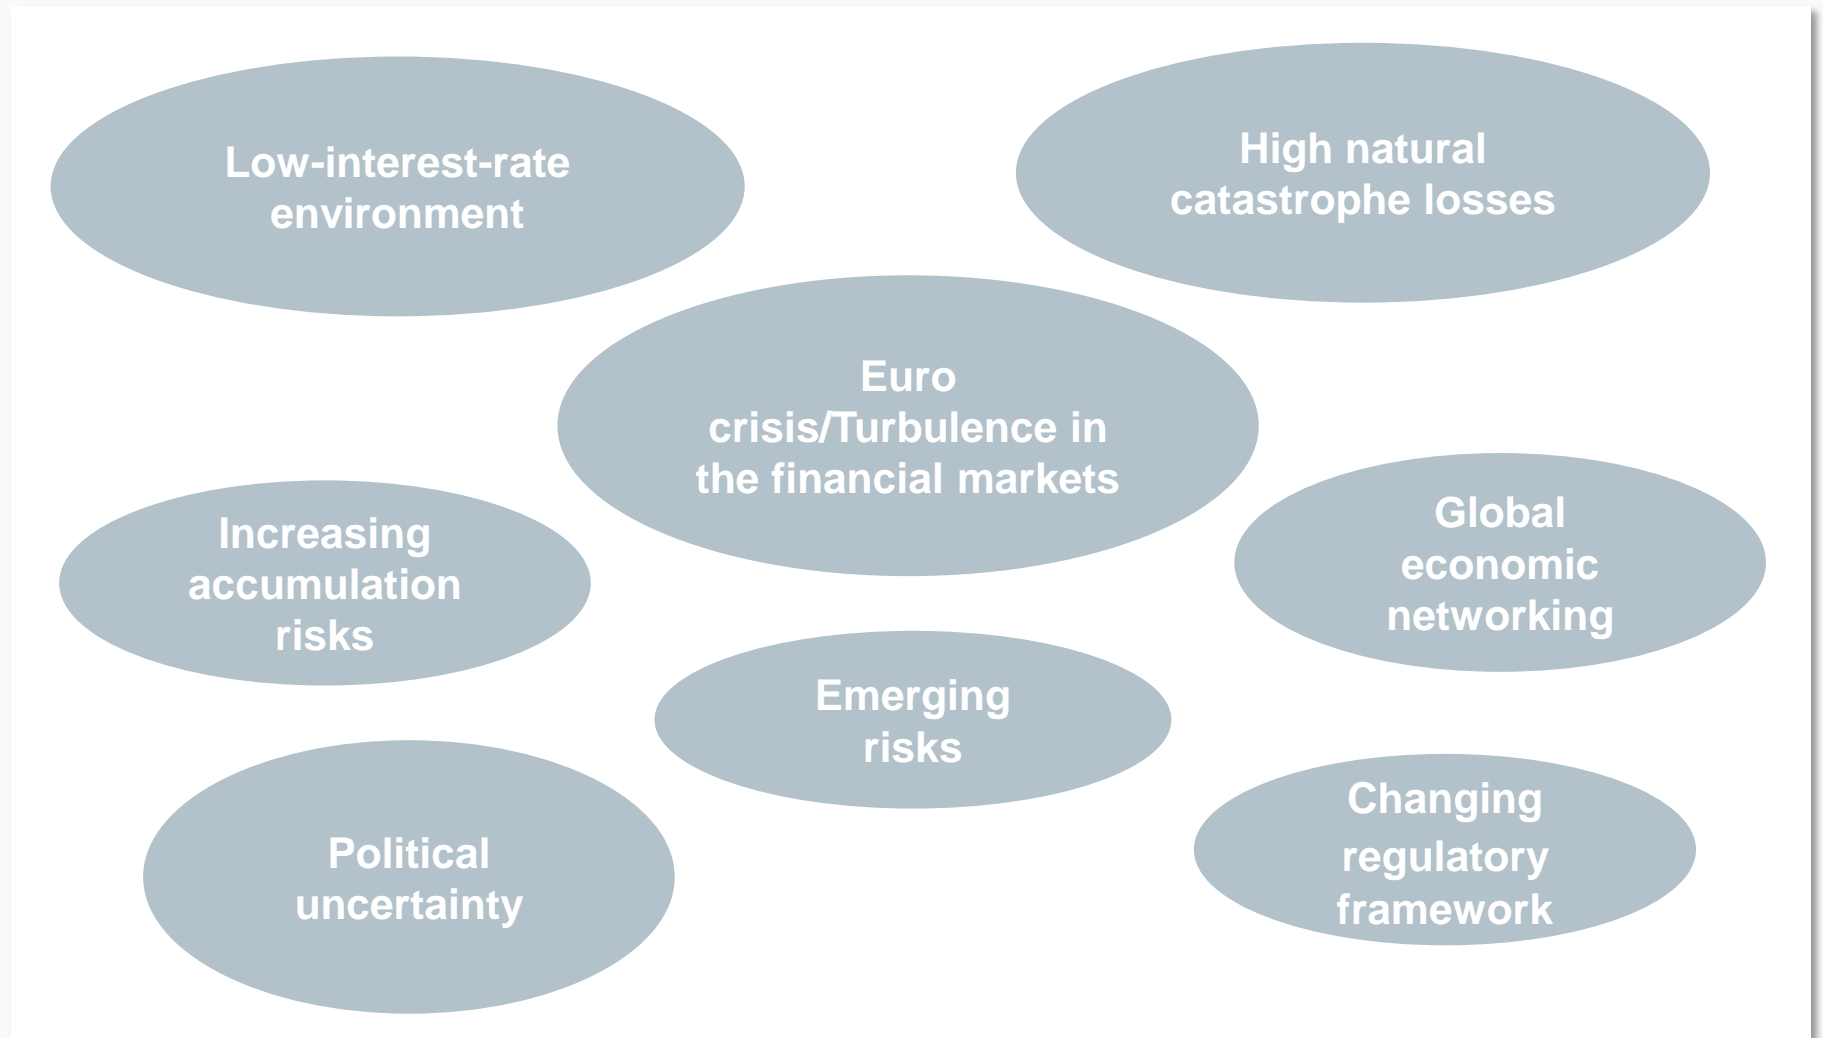 Low-interest-rate
environment
High natural
catastrophe losses
Euro
crisis/Turbulence in
the financial markets
Increasing
accumulation
risks
Global
economic
networking
Emerging
risks
Political
uncertainty
Changing
regulatory
framework